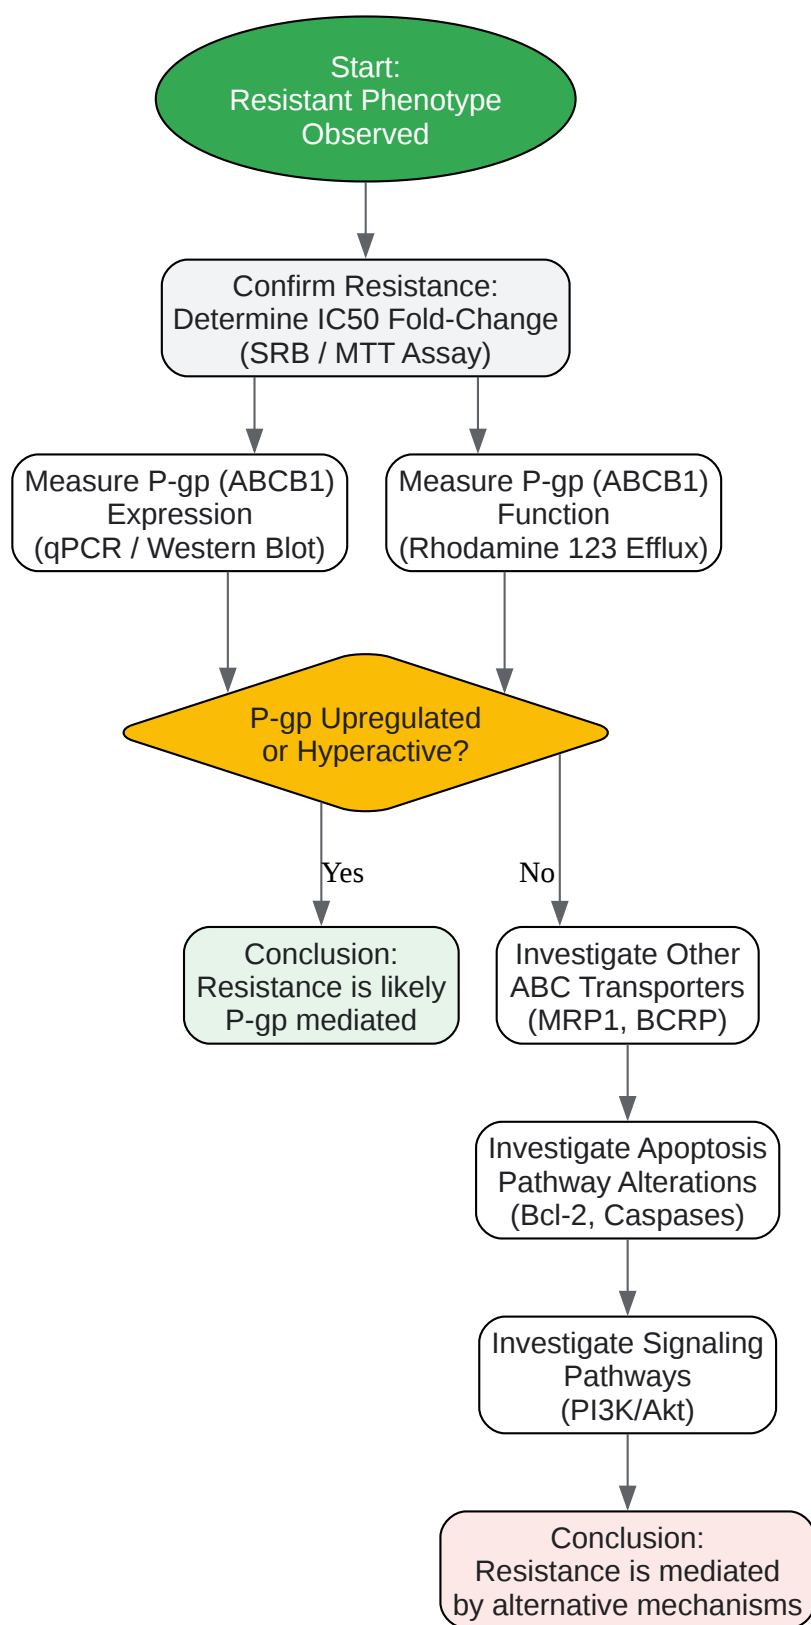 Start:
Resistant Phenotype
Observed
Confirm Resistance:
Determine IC50 Fold-Change
(SRB / MTT Assay)
Measure P-gp (ABCB1)
Expression
(qPCR / Western Blot)
Measure P-gp (ABCB1)
Function
(Rhodamine 123 Efflux)
P-gp Upregulated
or Hyperactive?
Yes
No
Conclusion:
Resistance is likely
P-gp mediated
Investigate Other
ABC Transporters
(MRP1, BCRP)
Investigate Apoptosis
Pathway Alterations
(Bcl-2, Caspases)
Investigate Signaling
Pathways
(PI3K/Akt)
Conclusion:
Resistance is mediated
by alternative mechanisms